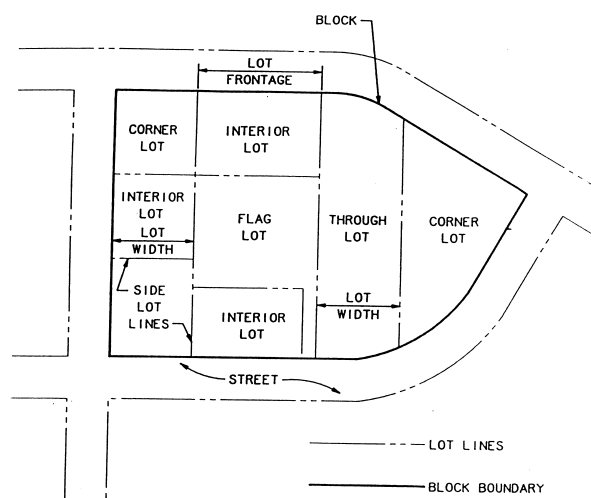 BLOCK
LOT
FRONTAGE
CORNER
LOT
INTERIOR
LOT
INTERIOR
LOT
LOT
WIDTH
FLAG
LOT
THROUGH
LOT
CORNER
LOT
SIDE
LOT
LINES
INTERIOR
LOT
LOT
WIDTH
STREET
LOT LINES
BLOCK BOUNDARY